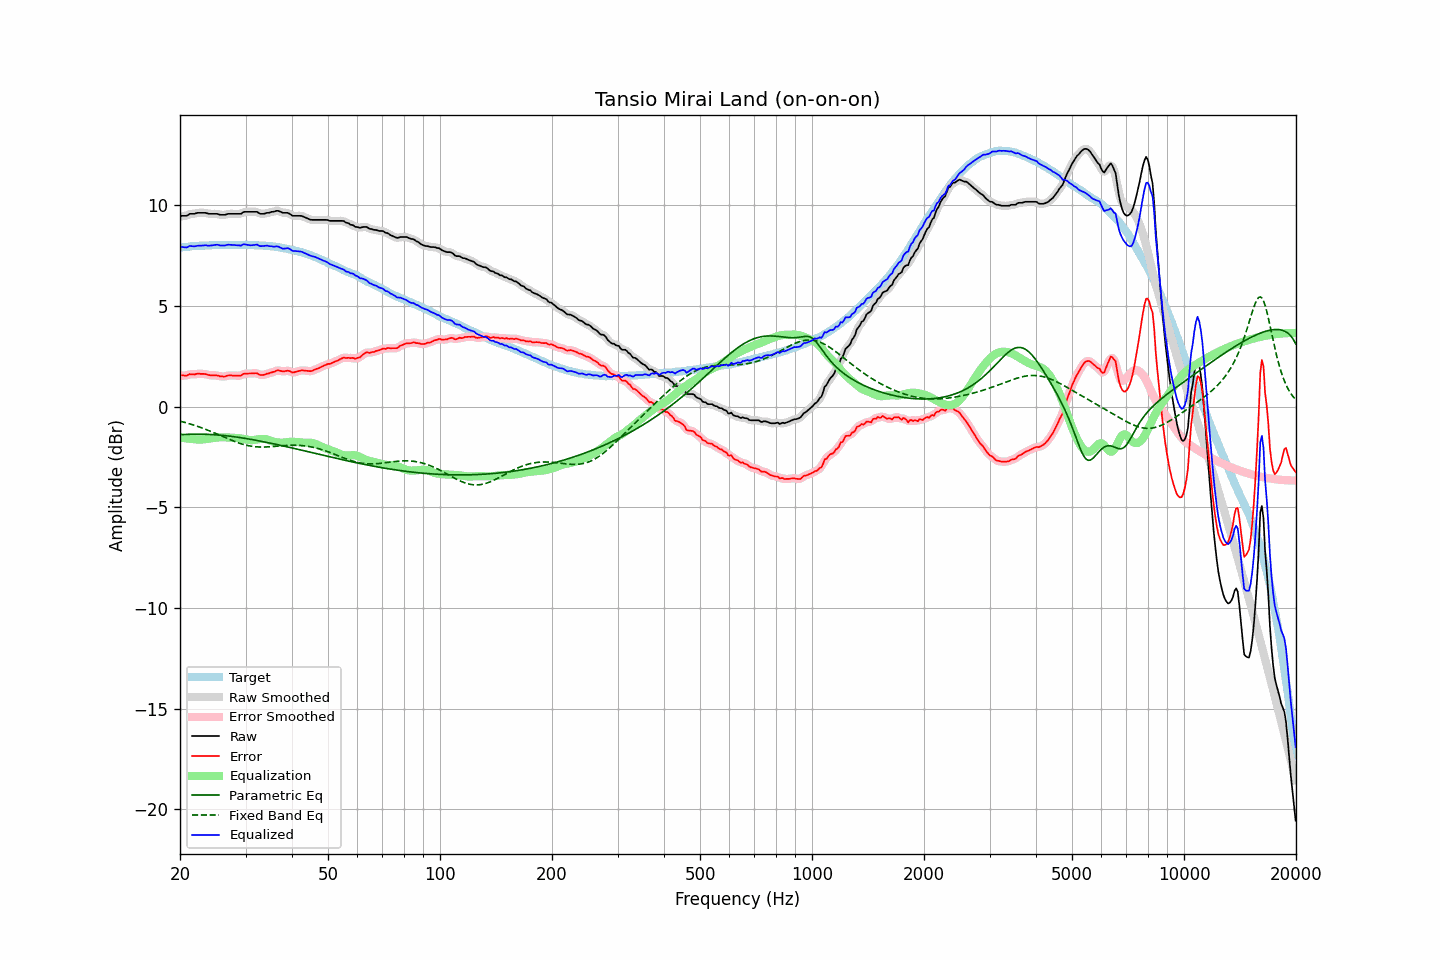 Tansio Mirai Land (on-on-on)
Amplitude (dBr)
10
5
0
−5
−10
−15
−20
Target
Raw Smoothed
Error Smoothed
Raw
Error
Equalization
Parametric Eq
Fixed Band Eq
Equalized
20 50 100 200 500 1000 2000 5000 10000 20000
Frequency (Hz)